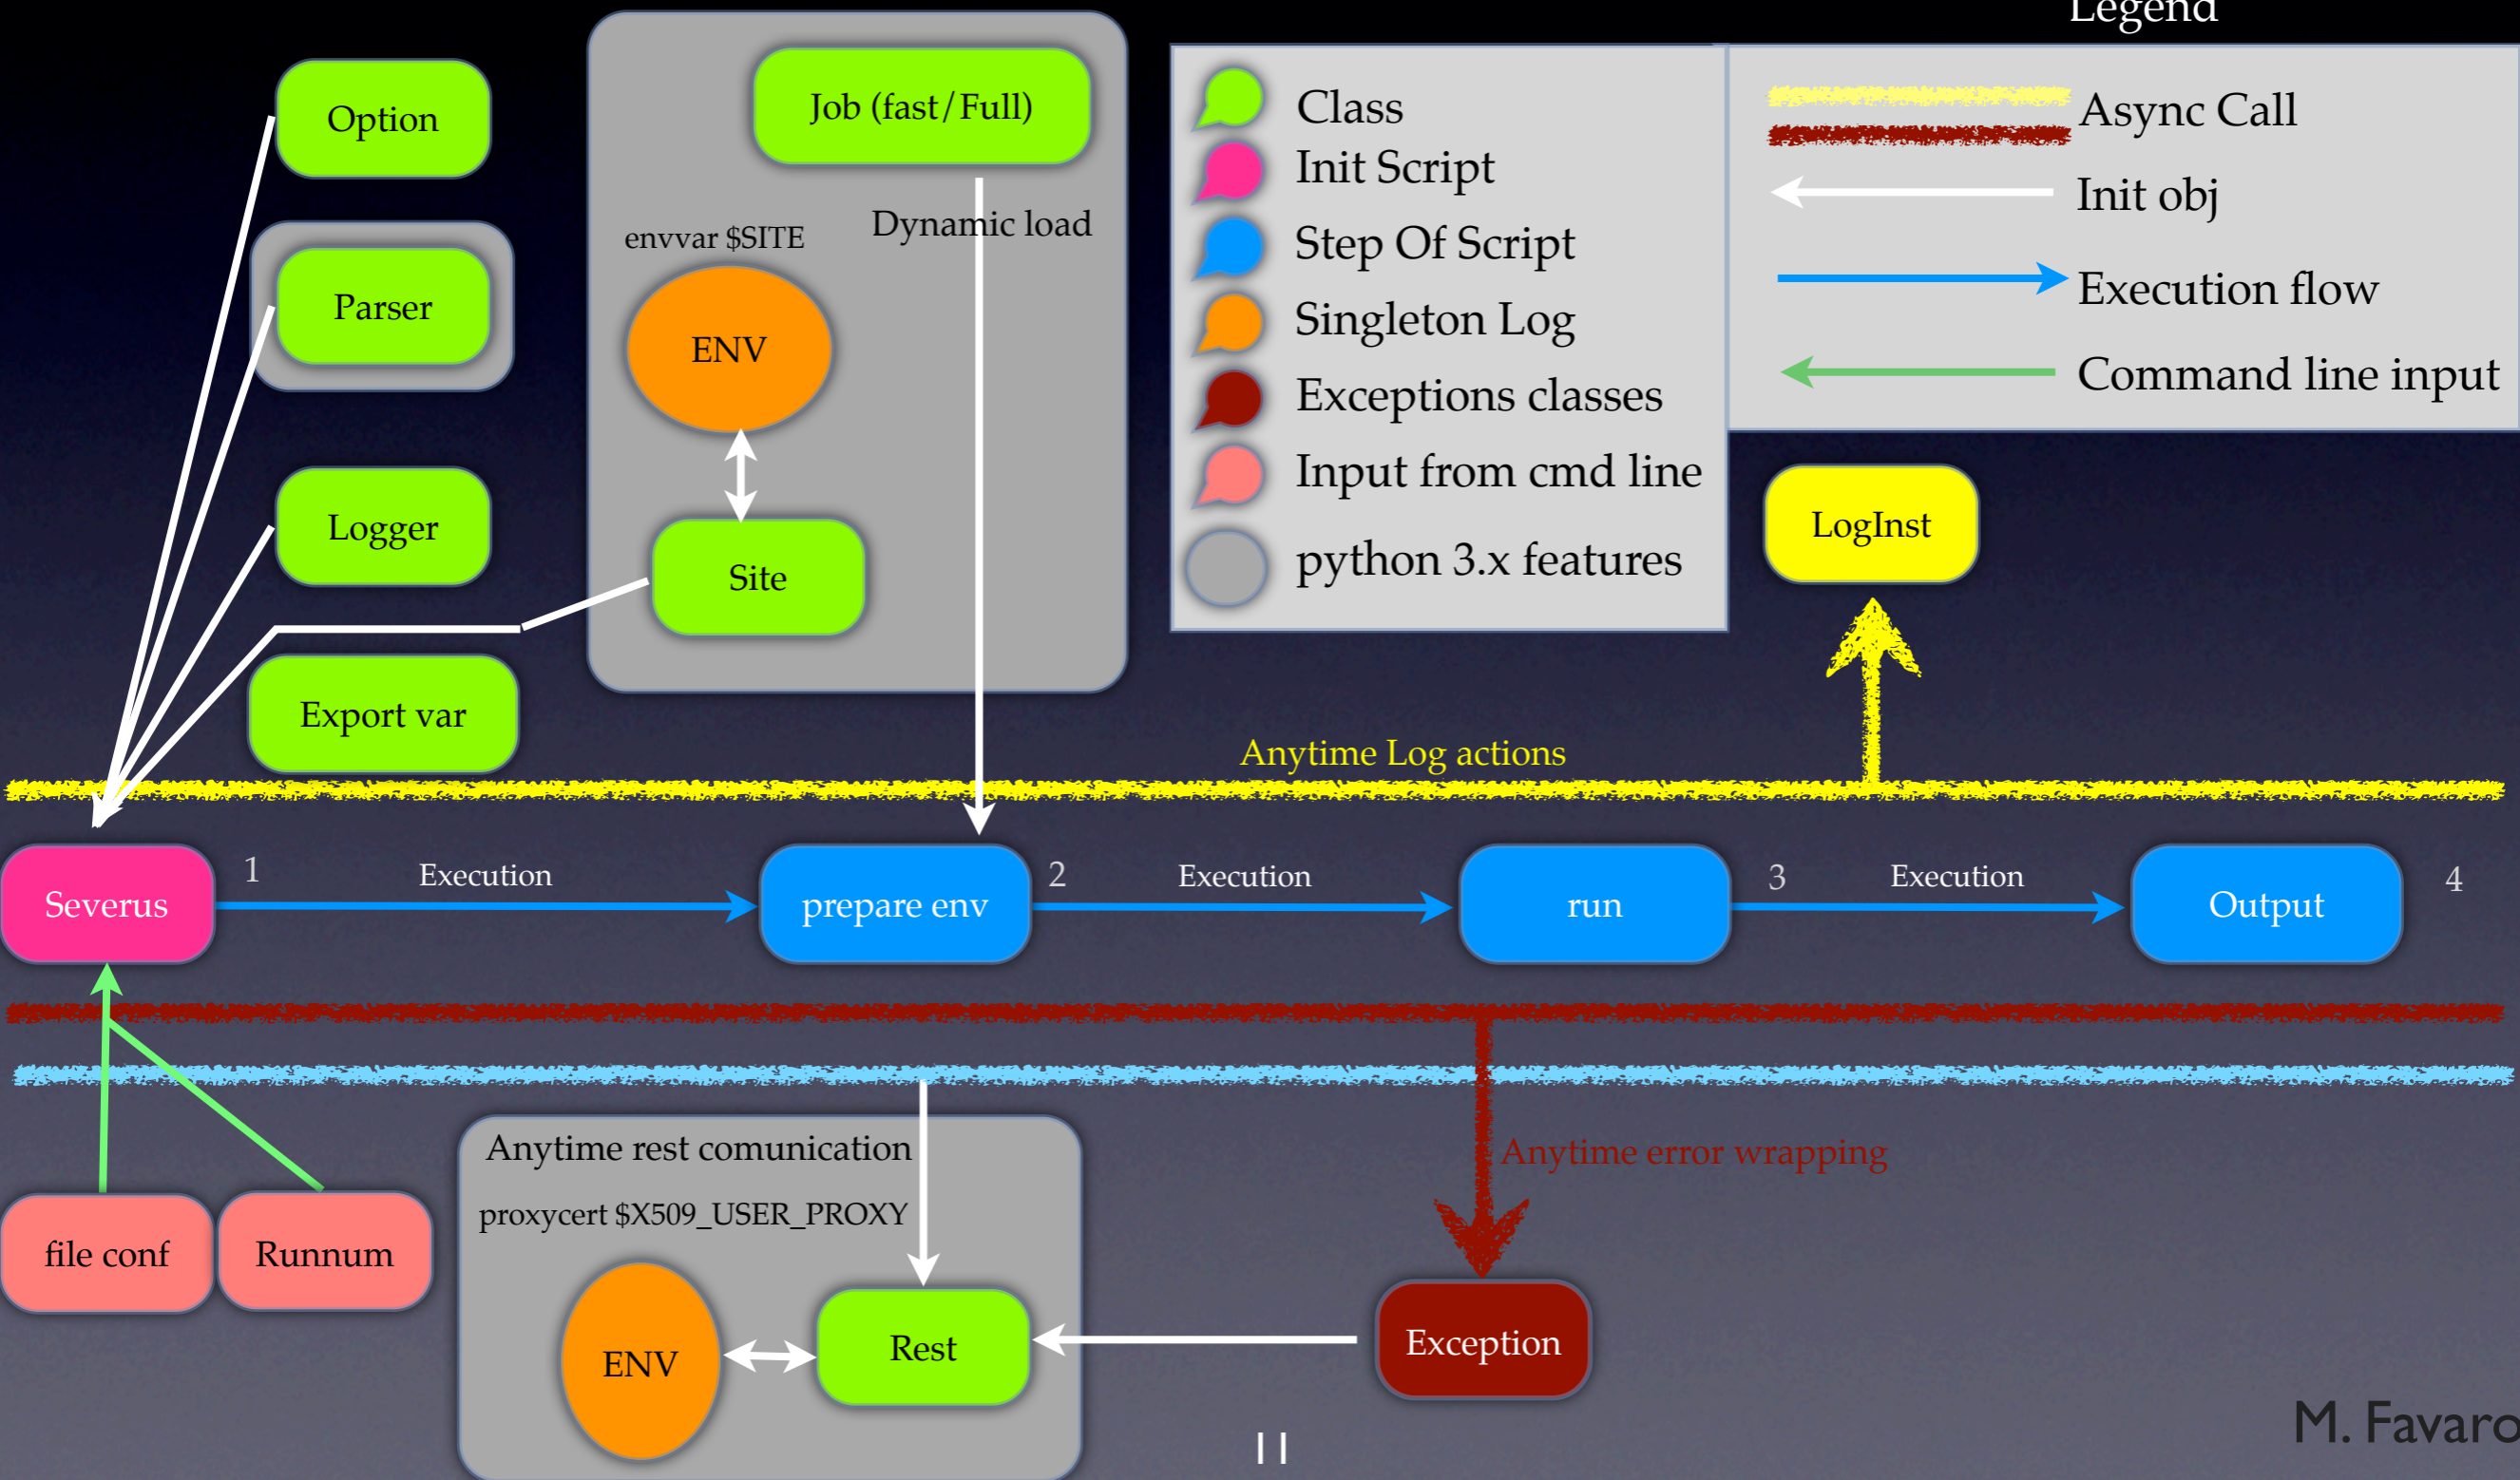 Legend
Option
Job (fast/Full)
Class
Async Call
Init Script
Init obj
envvar $SITE
Dynamic load
Step Of Script
Execution flow
Parser
ENV
Singleton Log
Command line input
Exceptions classes
Input from cmd line
Logger
LogInst
python 3.x features
Site
Export var
Anytime Log actions
Severus
1
Execution
prepare env
2
Execution
run
3
Execution
Output
4
Anytime rest comunication
Anytime error wrapping
proxycert $X509_USER_PROXY
file conf
Runnum
ENV
Rest
Exception
M. Favaro
11